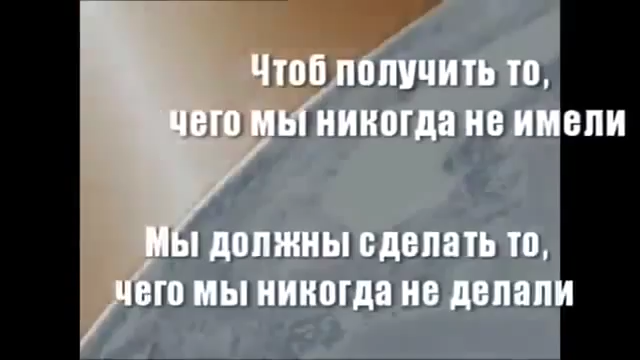 Чтоб получить то,
чего мы никогда не имели
Мы должны сделать то,
чего мы никогда не делали